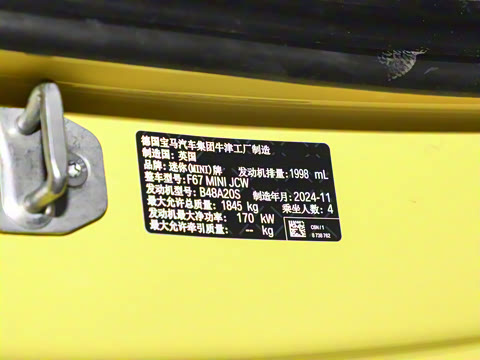 德国宝马汽车集团牛津工厂制造
制造国: 英国
品牌: 迷你(MINI)牌 发动机排量: 1998 mL
整车型号: F67 MINI JCW
发动机型号: B48A20S 制造年月: 2024-11
最大允许总质量: 1845 kg 乘坐人数: 4
发动机最大净功率: 170 kW
最大允许牵引质量: -- kg